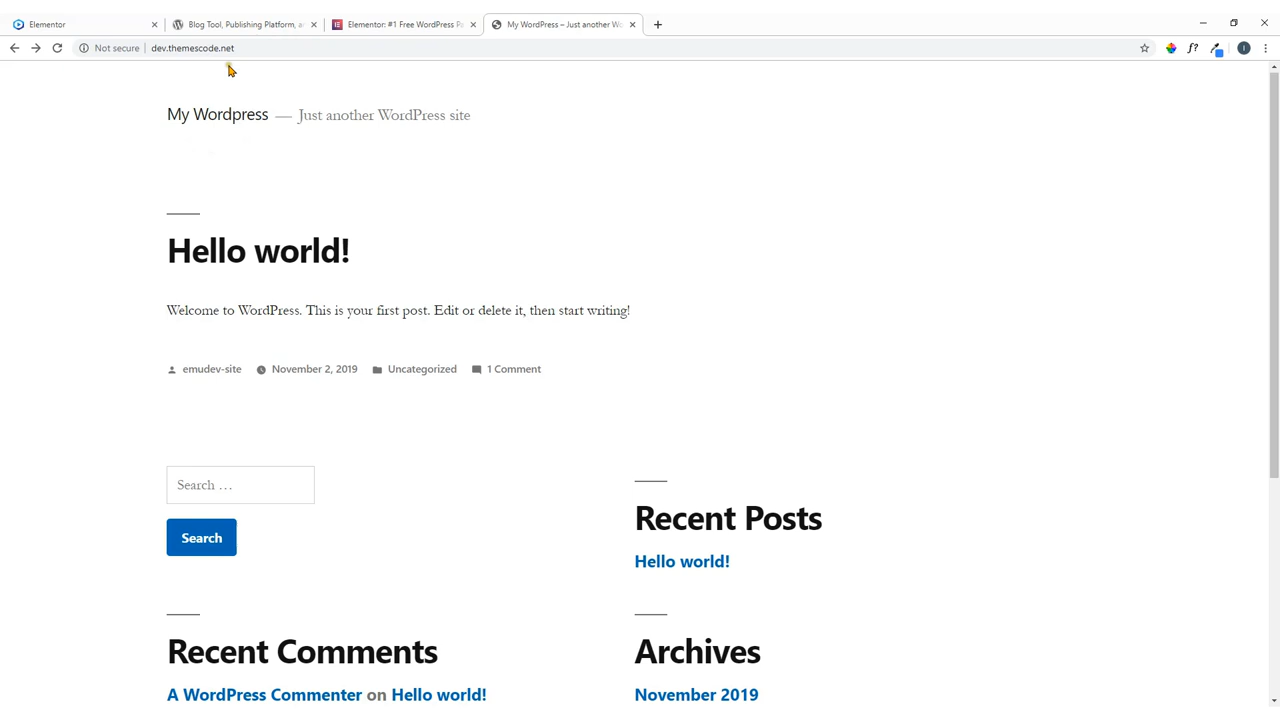 Elementor
Blog Tool, Publishing Platform, a
Elementor: #1 Free WordPress P
My WordPress – Just another W
Not secure
dev.themescode.net
f?
I
My Wordpress — Just another WordPress site
Hello world!
Welcome to WordPress. This is your first post. Edit or delete it, then start writing!
emudev-site November 2, 2019 Uncategorized 1 Comment
Search …
Search
Recent Posts
Hello world!
Recent Comments
A WordPress Commenter on Hello world!
Archives
November 2019